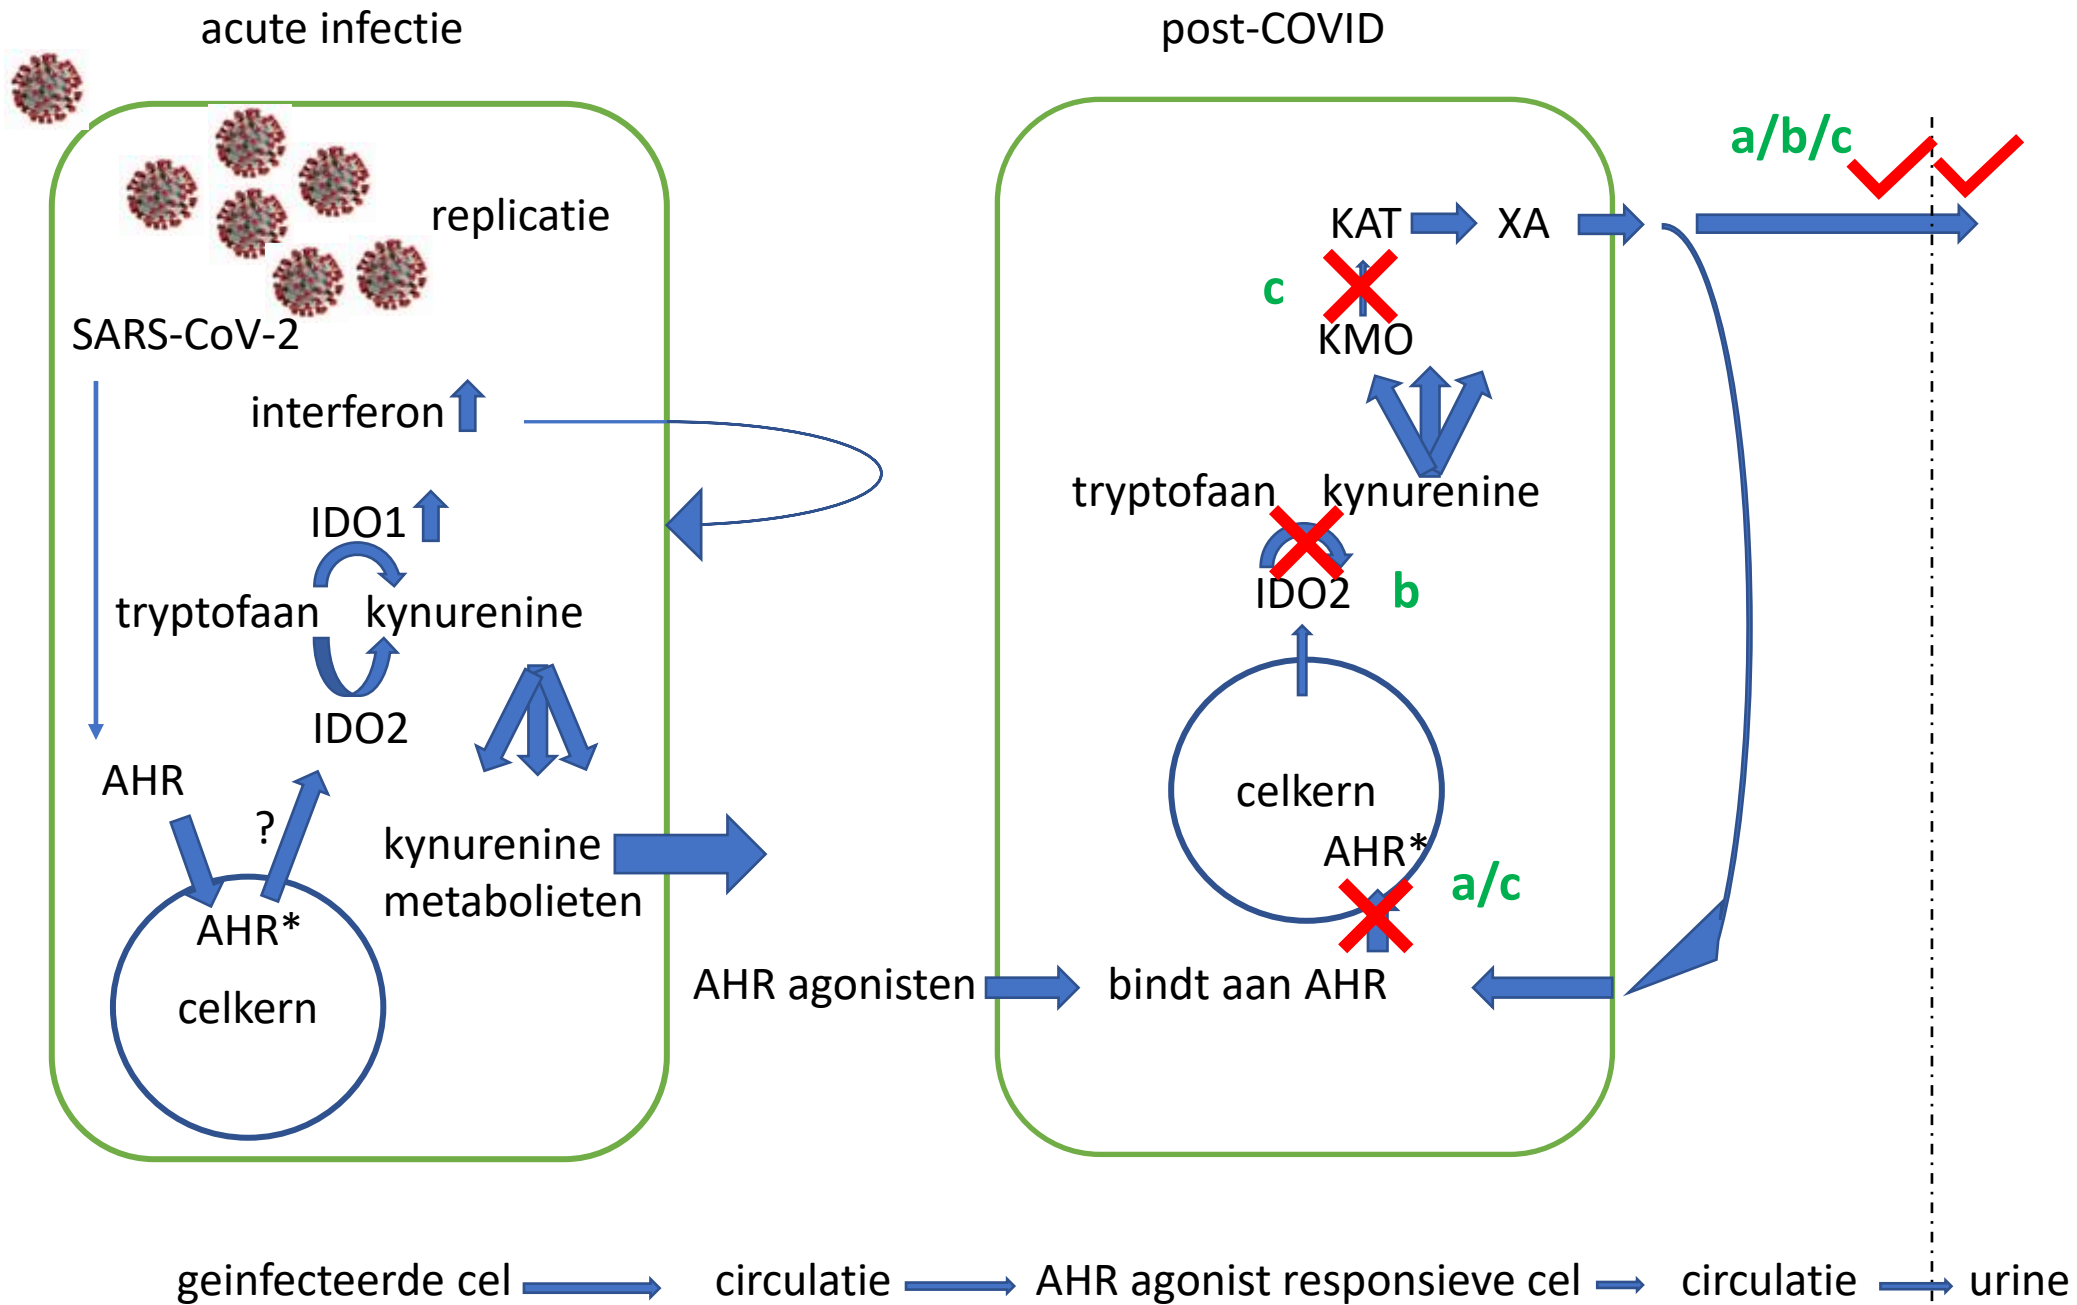 acute infectie
replicatie
SARS-CoV-2
interferon
IDO1
tryptofaan
kynurenine
IDO2
AHR
?
AHR*
celkern
kynurenine
metabolieten
post-COVID
a/b/c
KAT
XA
c
KMO
tryptofaan
kynurenine
IDO2
b
celkern
AHR*
a/c
AHR agonisten
bindt aan AHR
geinfecteerde cel
circulatie
AHR agonist responsieve cel
circulatie
urine